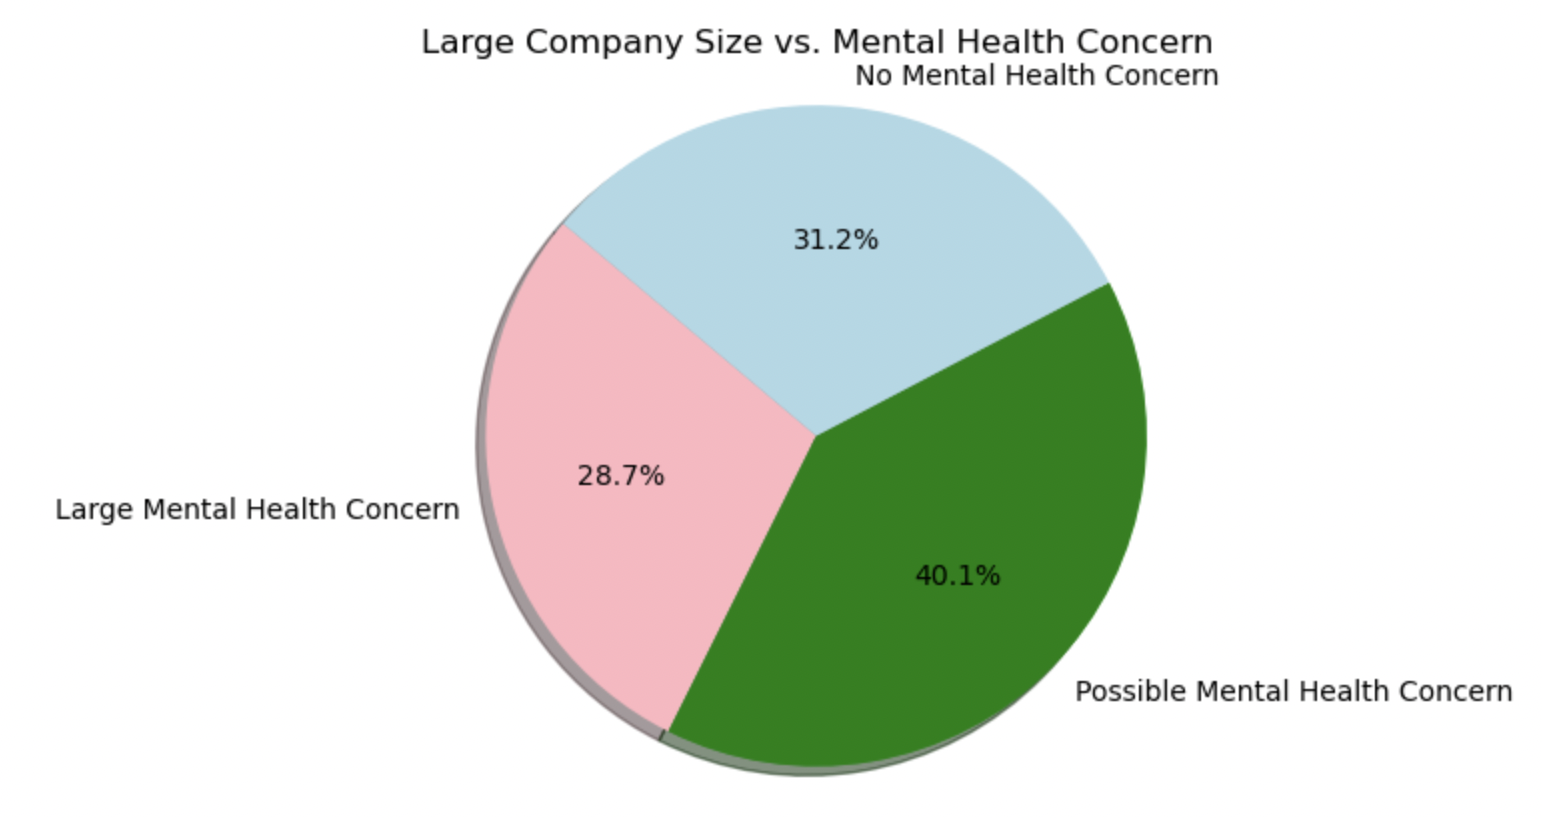 Large Company Size vs. Mental Health Concern
No Mental Health Concern
31.2%
28.7%
Large Mental Health Concern
40.1%
Possible Mental Health Concern